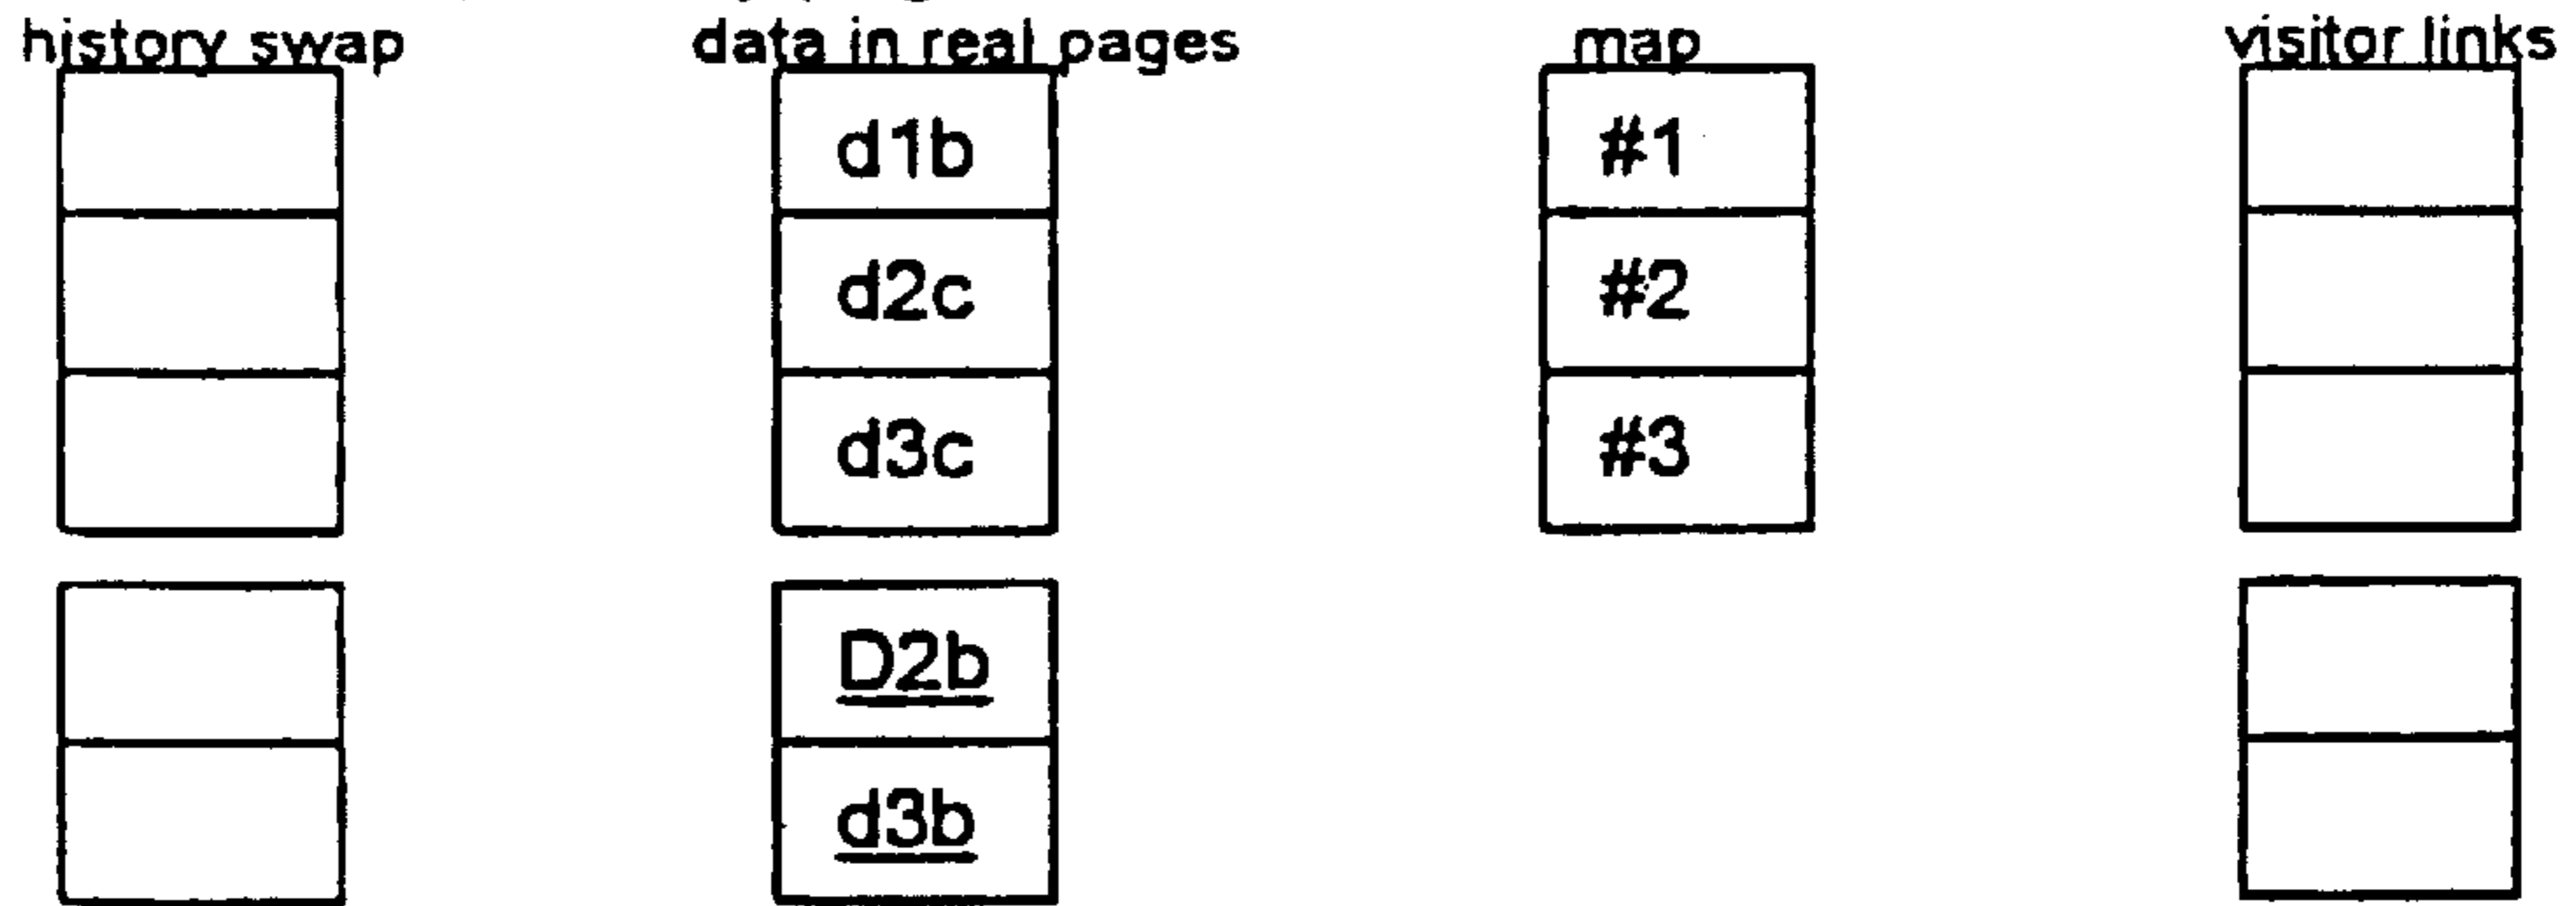 history swap data in real pages map visitor links
d1b #1
d2c #2
d3c #3
D2b
d3b